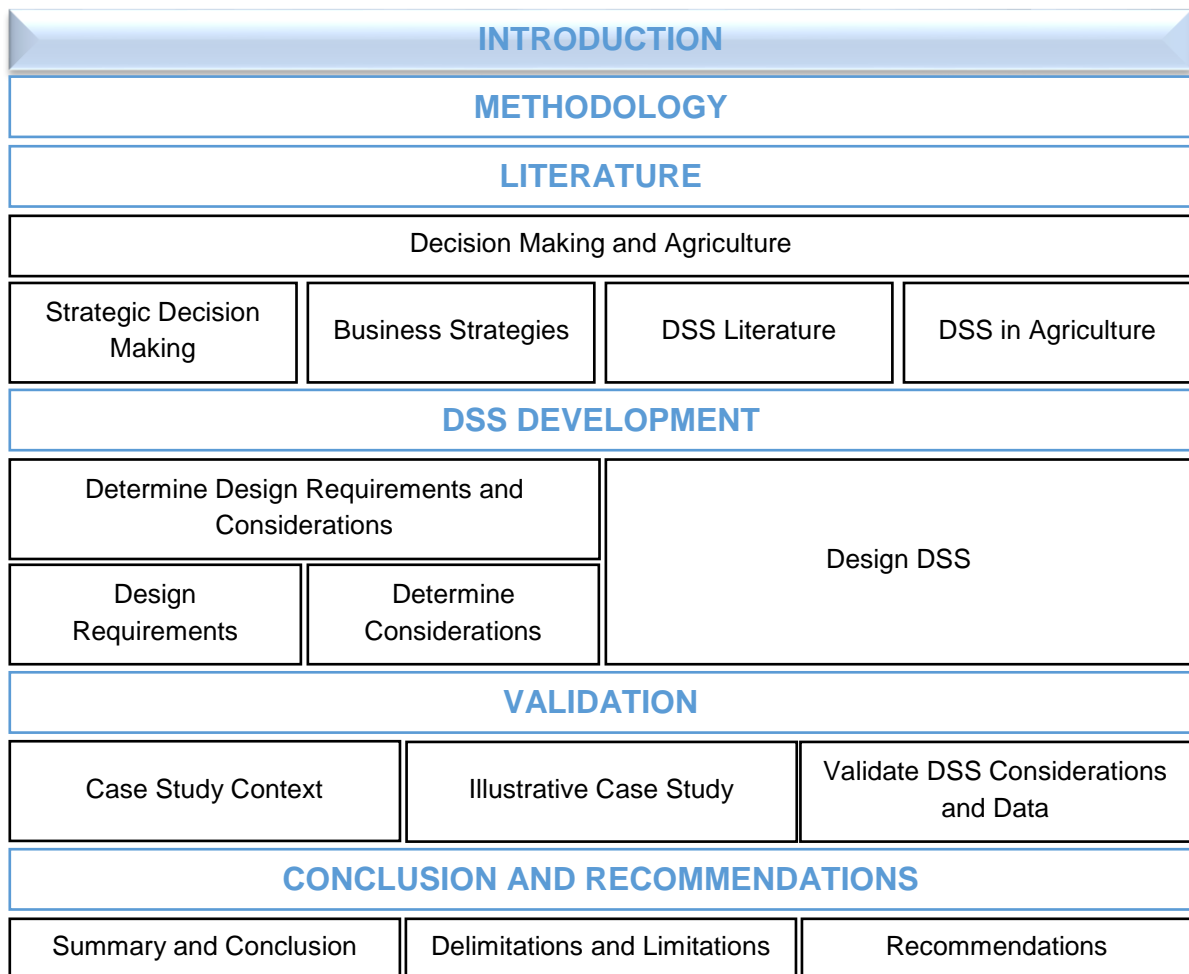 INTRODUCTION
METHODOLOGY
LITERATURE
Decision Making and Agriculture
Strategic Decision
Making
Business Strategies
DSS Literature
DSS in Agriculture
DSS DEVELOPMENT
Determine Design Requirements and
Considerations
Design
Requirements
Determine
Considerations
Design DSS
VALIDATION
Case Study Context
Illustrative Case Study
Validate DSS Considerations
and Data
CONCLUSION AND RECOMMENDATIONS
Summary and Conclusion
Delimitations and Limitations
Recommendations